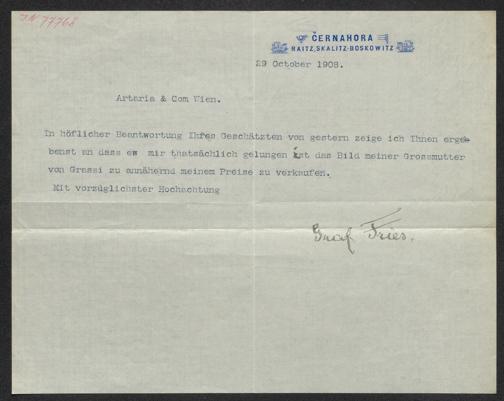 IN 77768
ČERNAHORA
RAITZ, SKALITZ-BOSKOWITZ
29 October 1908.
Artaria & Com Wien.
In höflicher Beantwortung Ihres Geschätzten von gestern zeige ich Ihnen erge-
benst an dass es mir thatsächlich gelungen ist das Bild meiner Grossmutter
von Grassi zu annähernd meinem Preise zu verkaufen.
Mit vorzüglichster Hochachtung
Graf Fries.